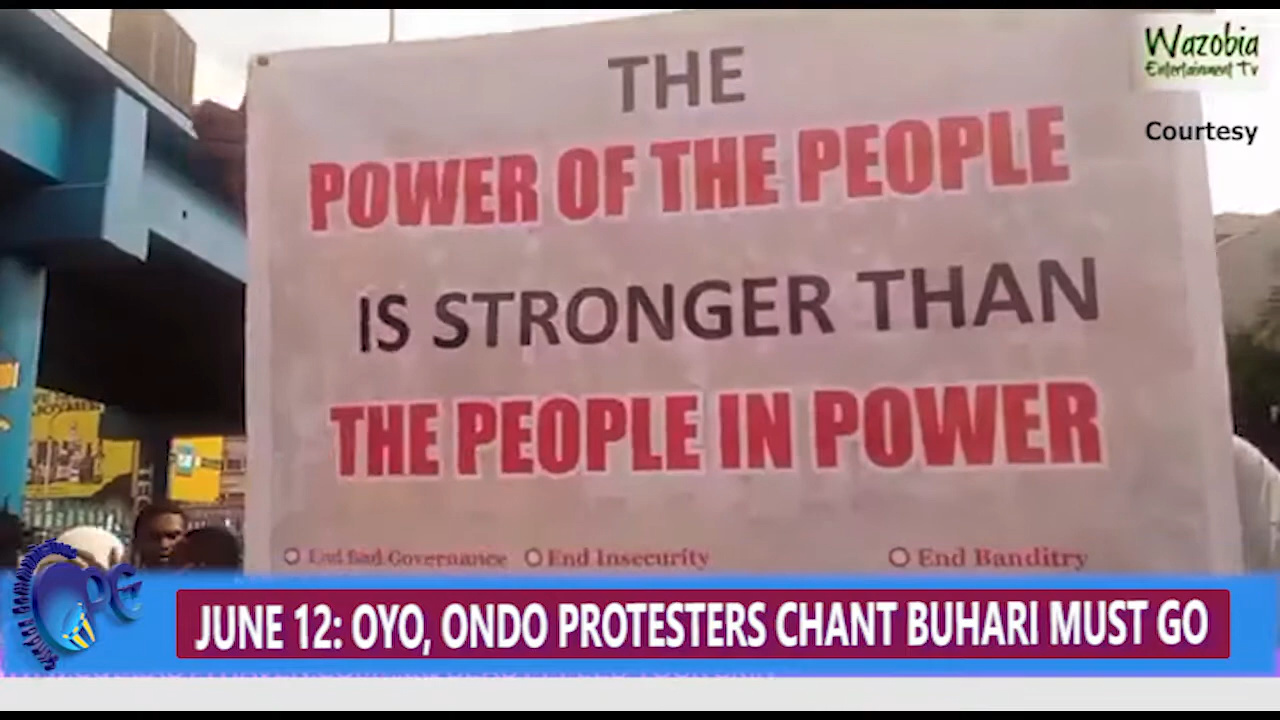 Wazobia
Entertainment Tv
Courtesy
THE
POWER OF THE PEOPLE
IS STRONGER THAN
THE PEOPLE IN POWER
End Bad Governance End Insecurity End Banditry
JUNE 12: OYO, ONDO PROTESTERS CHANT BUHARI MUST GO